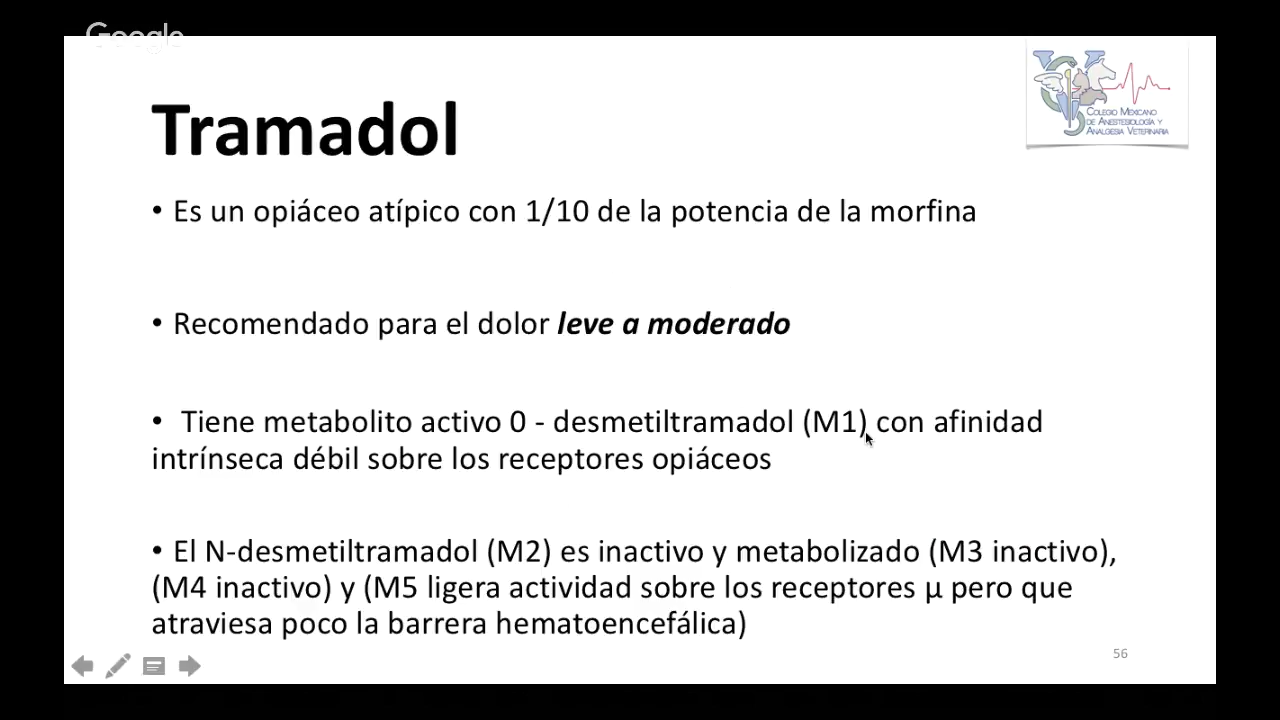 Google
COLEGIO MEXICANO
DE ANESTESIOLOGÍA Y
ANALGESIA VETERINARIA
Tramadol
• Es un opiáceo atípico con 1/10 de la potencia de la morfina
• Recomendado para el dolor leve a moderado
• Tiene metabolito activo 0 - desmetiltramadol (M1) con afinidad
intrínseca débil sobre los receptores opiáceos
• El N-desmetiltramadol (M2) es inactivo y metabolizado (M3 inactivo),
(M4 inactivo) y (M5 ligera actividad sobre los receptores µ pero que
atraviesa poco la barrera hematoencefálica)
56